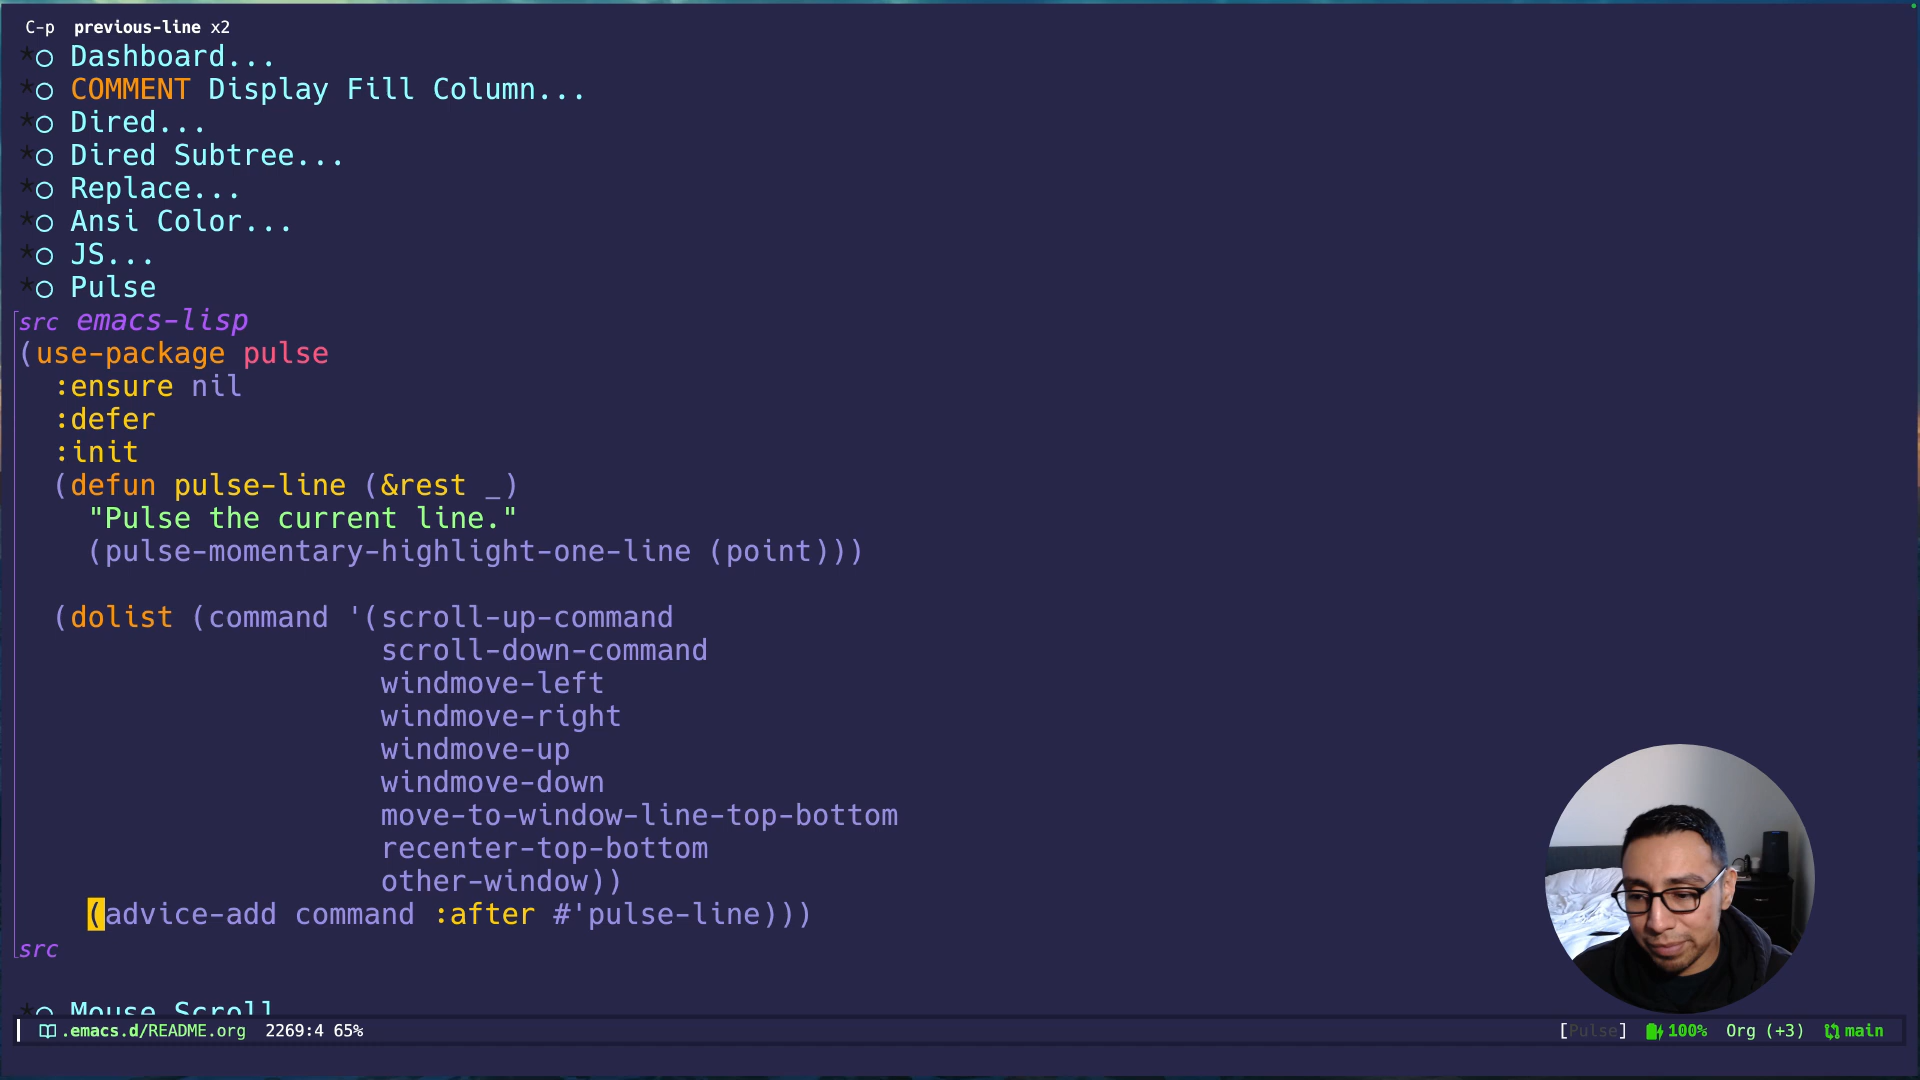 C-p previous-line x2
*○ Dashboard...
*○ COMMENT Display Fill Column...
*○ Dired...
*○ Dired Subtree...
*○ Replace...
*○ Ansi Color...
*○ JS...
*○ Pulse
src emacs-lisp
(use-package pulse
  :ensure nil
  :defer
  :init
  (defun pulse-line (&rest _)
    "Pulse the current line."
    (pulse-momentary-highlight-one-line (point)))

  (dolist (command '(scroll-up-command
                     scroll-down-command
                     windmove-left
                     windmove-right
                     windmove-up
                     windmove-down
                     move-to-window-line-top-bottom
                     recenter-top-bottom
                     other-window))
    (advice-add command :after #'pulse-line)))
src
*○ Mouse Scroll
.emacs.d/README.org 2269:4 65% [Pulse] 100% Org (+3) main